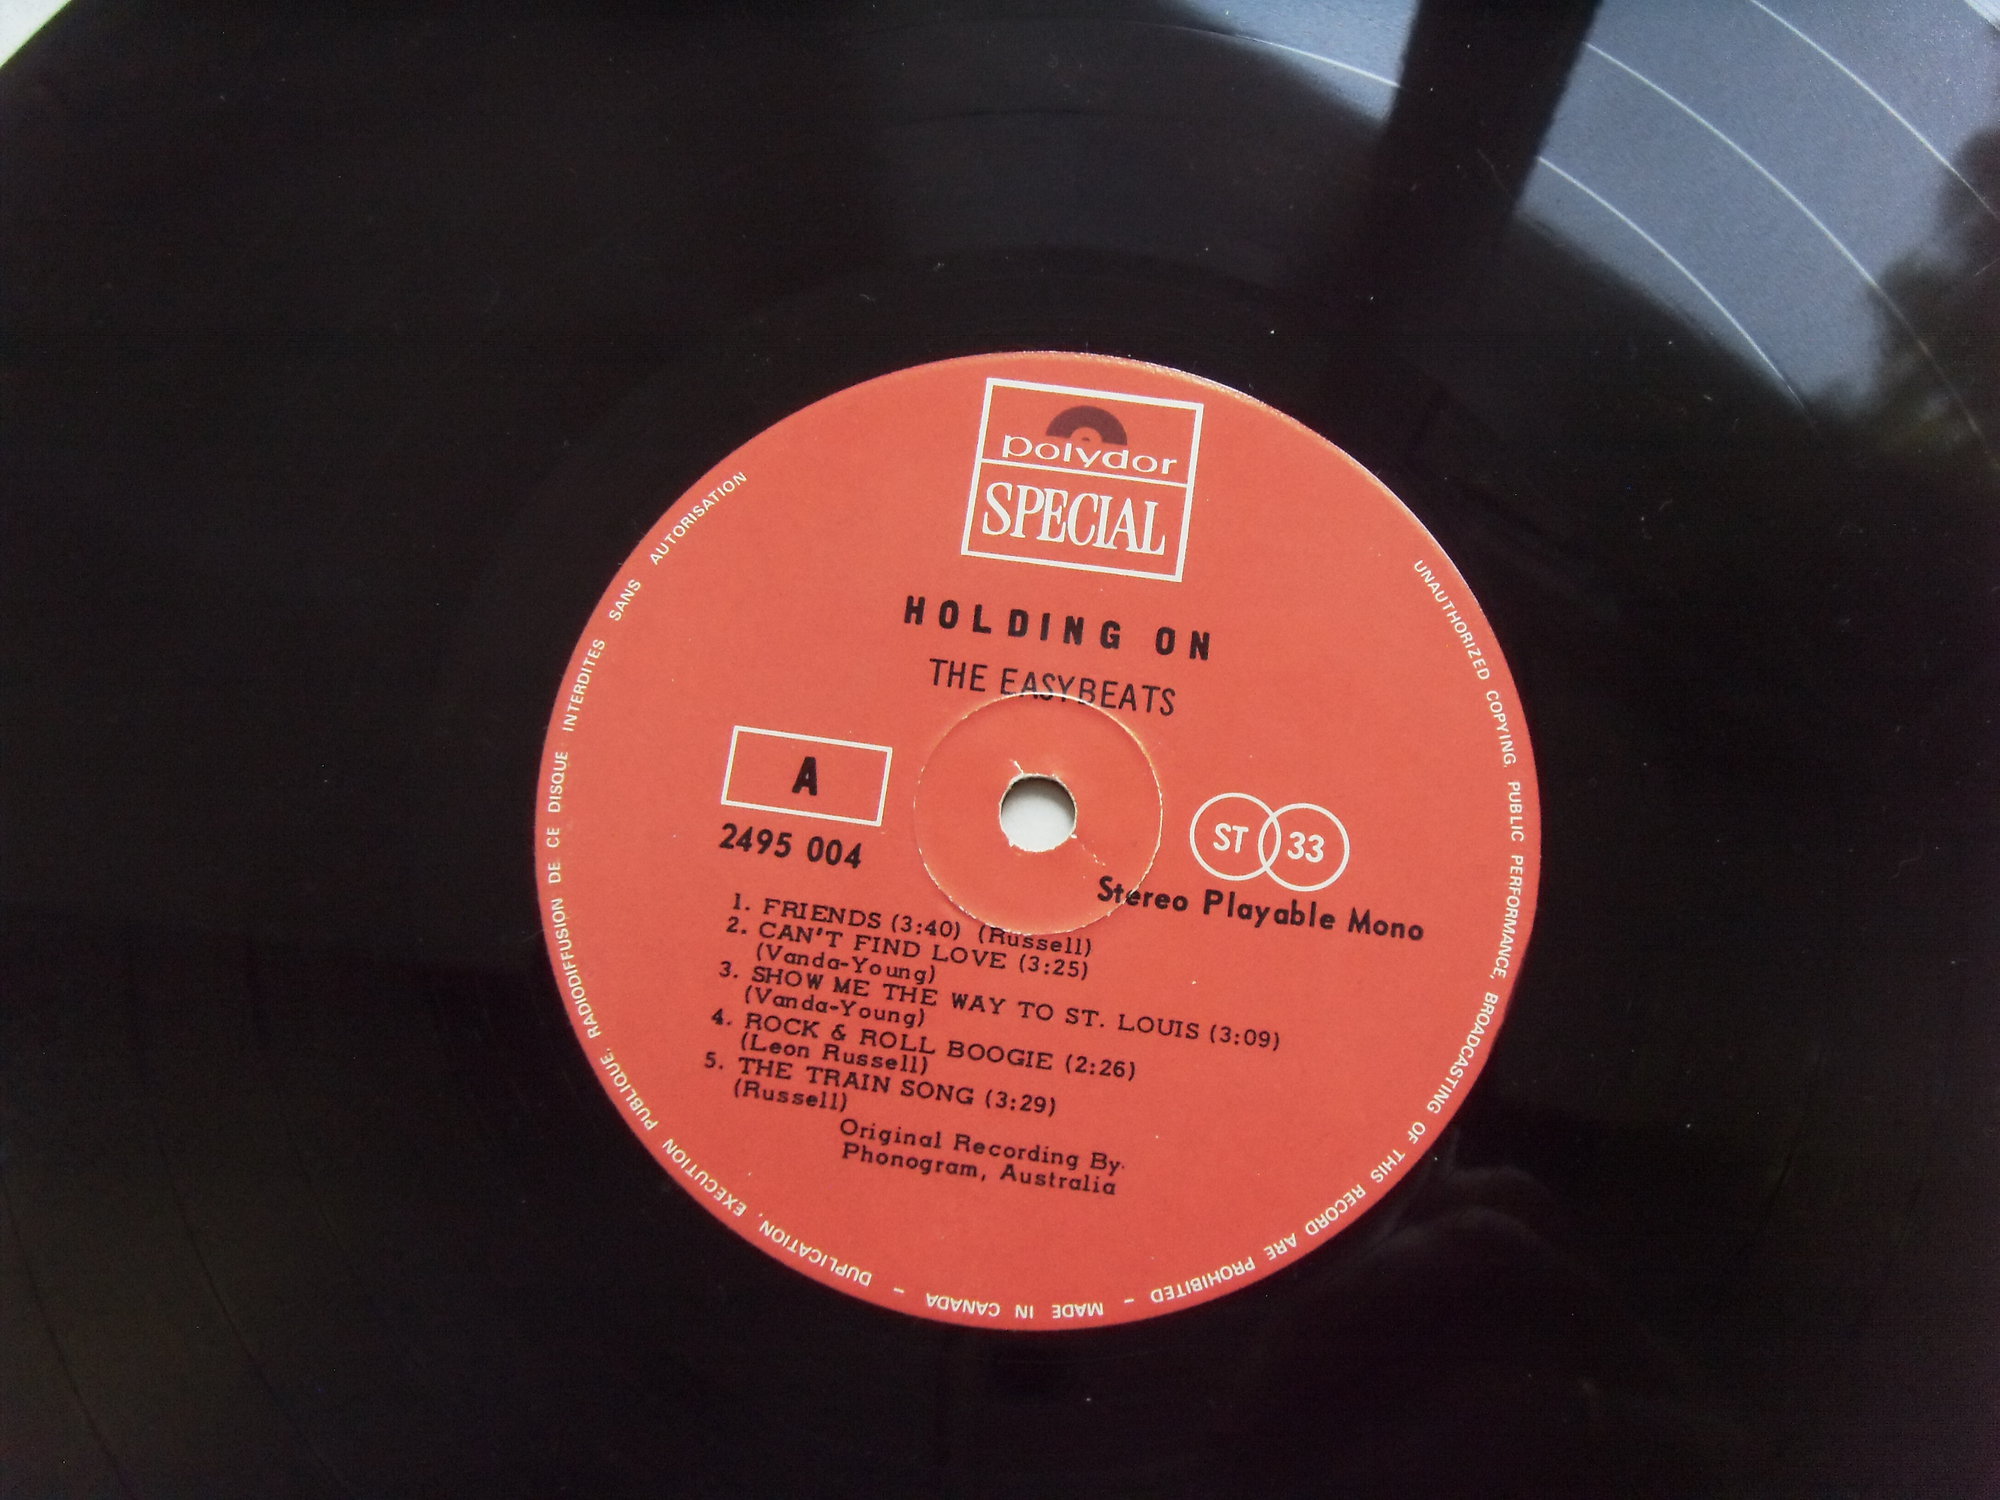 polydor
SPECIAL
HOLDING ON
THE EASYBEATS
A
2495 004
ST 33
Stereo Playable Mono
1. FRIENDS (3:40) (Russell)
2. CAN'T FIND LOVE (3:25)
(Vanda-Young)
3. SHOW ME THE WAY TO ST. LOUIS (3:09)
(Vanda-Young)
4. ROCK & ROLL BOOGIE (2:26)
(Leon Russell)
5. THE TRAIN SONG (3:29)
(Russell)
Original Recording By
Phonogram, Australia
UNAUTHORIZED COPYING, PUBLIC PERFORMANCE, BROADCASTING OF THIS RECORD ARE PROHIBITED – MADE IN CANADA – DUPLICATION, EXECUTION PUBLIQUE, RADIODIFFUSION DE CE DISQUE INTERDITES SANS AUTORISATION